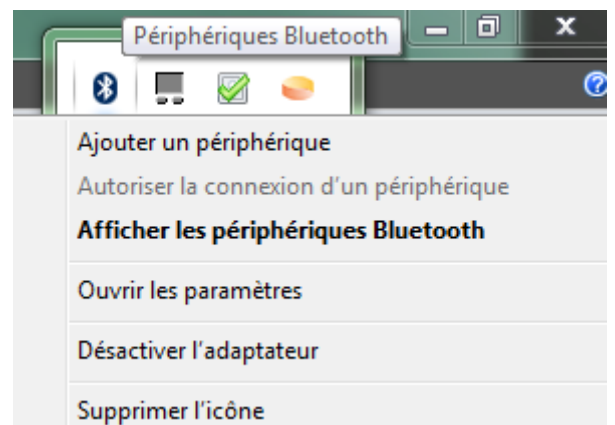 Périphériques Bluetooth
Ajouter un périphérique
Autoriser la connexion d'un périphérique
Afficher les périphériques Bluetooth
Ouvrir les paramètres
Désactiver l'adaptateur
Supprimer l'icône